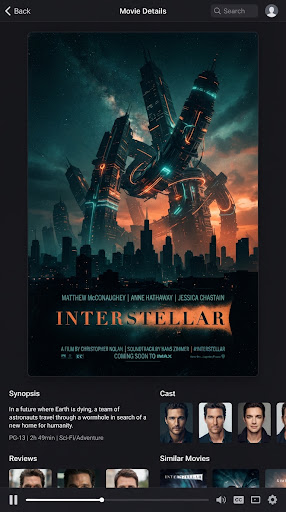 Back
Movie Details
Search
MATTHEW McCONAUGHEY | ANNE HATHAWAY | JESSICA CHASTAIN
INTERSTELLAR
A FILM BY CHRISTOPHER NOLAN | SOUNDTRACK BY HANS ZIMMER | #INTERSTELLAR
COMING SOON TO IMAX
Synopsis
In a future where Earth is dying, a team of
astronauts travel through a wormhole in search of a
new home for humanity.
PG-13 | 2h 49min | Sci-Fi/Adventure
Cast
Reviews
Similar Movies
INTERSTELLAR
CC